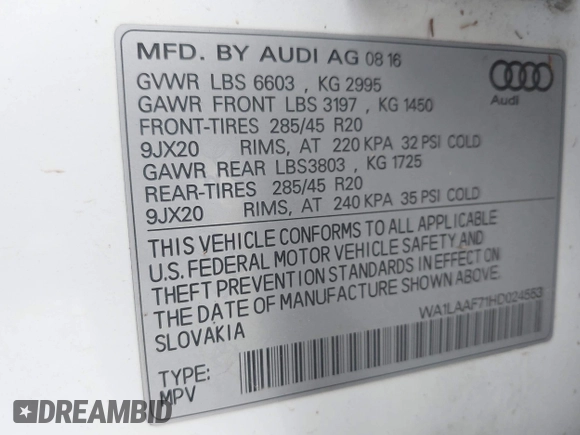 MFD. BY AUDI AG 08 16
GVWR LBS 6603 , KG 2995
GAWR FRONT LBS 3197 , KG 1450
FRONT-TIRES 285/45 R20
9JX20 RIMS, AT 220 KPA 32 PSI COLD
GAWR REAR LBS3803 , KG 1725
REAR-TIRES 285/45 R20
9JX20 RIMS, AT 240 KPA 35 PSI COLD
Audi
THIS VEHICLE CONFORMS TO ALL APPLICABLE
U.S. FEDERAL MOTOR VEHICLE SAFETY AND
THEFT PREVENTION STANDARDS IN EFFECT ON
THE DATE OF MANUFACTURE SHOWN ABOVE.
SLOVAKIA
WA1LAAF71HD024553
TYPE:
MPV
DREAMBID